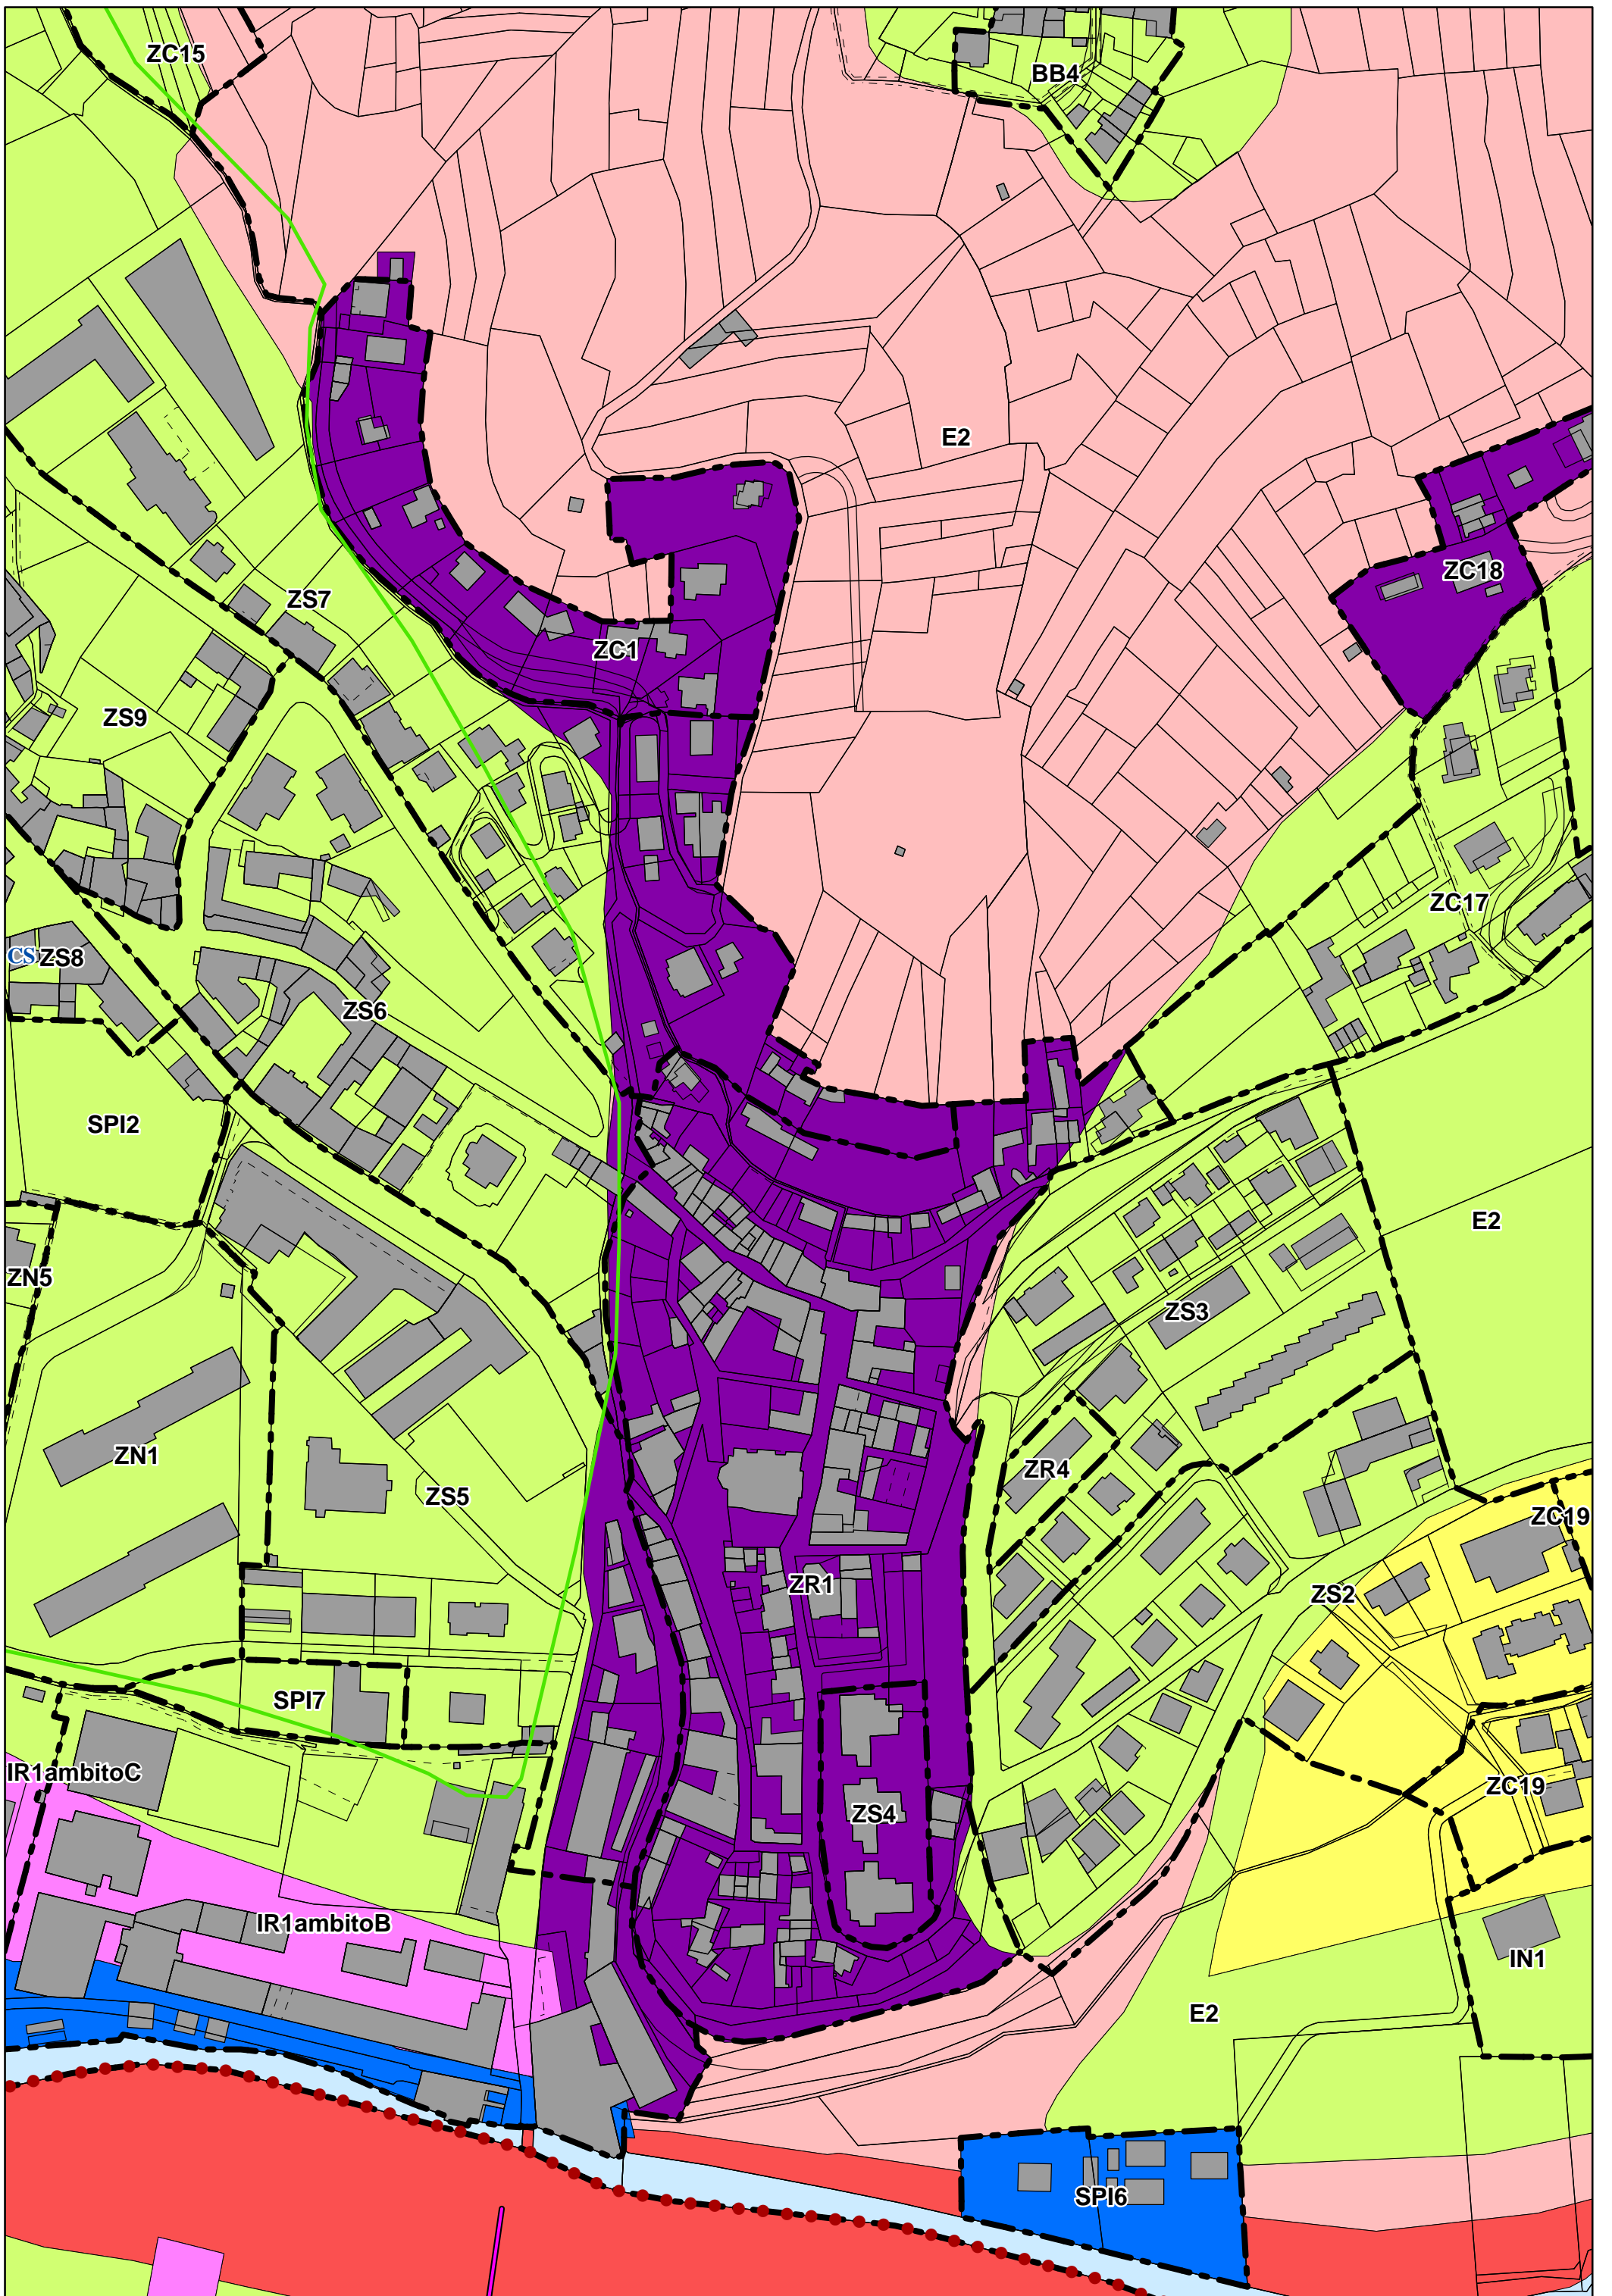 ZC15
BB4
E2
ZC18
ZS7
ZC1
ZS9
ZC17
CS ZS8
ZS6
SPI2
E2
ZN5
ZS3
ZN1
ZR4
ZS5
ZC19
ZR1
ZS2
SPI7
IR1ambitoC
ZC19
ZS4
IR1ambitoB
IN1
E2
SPI6